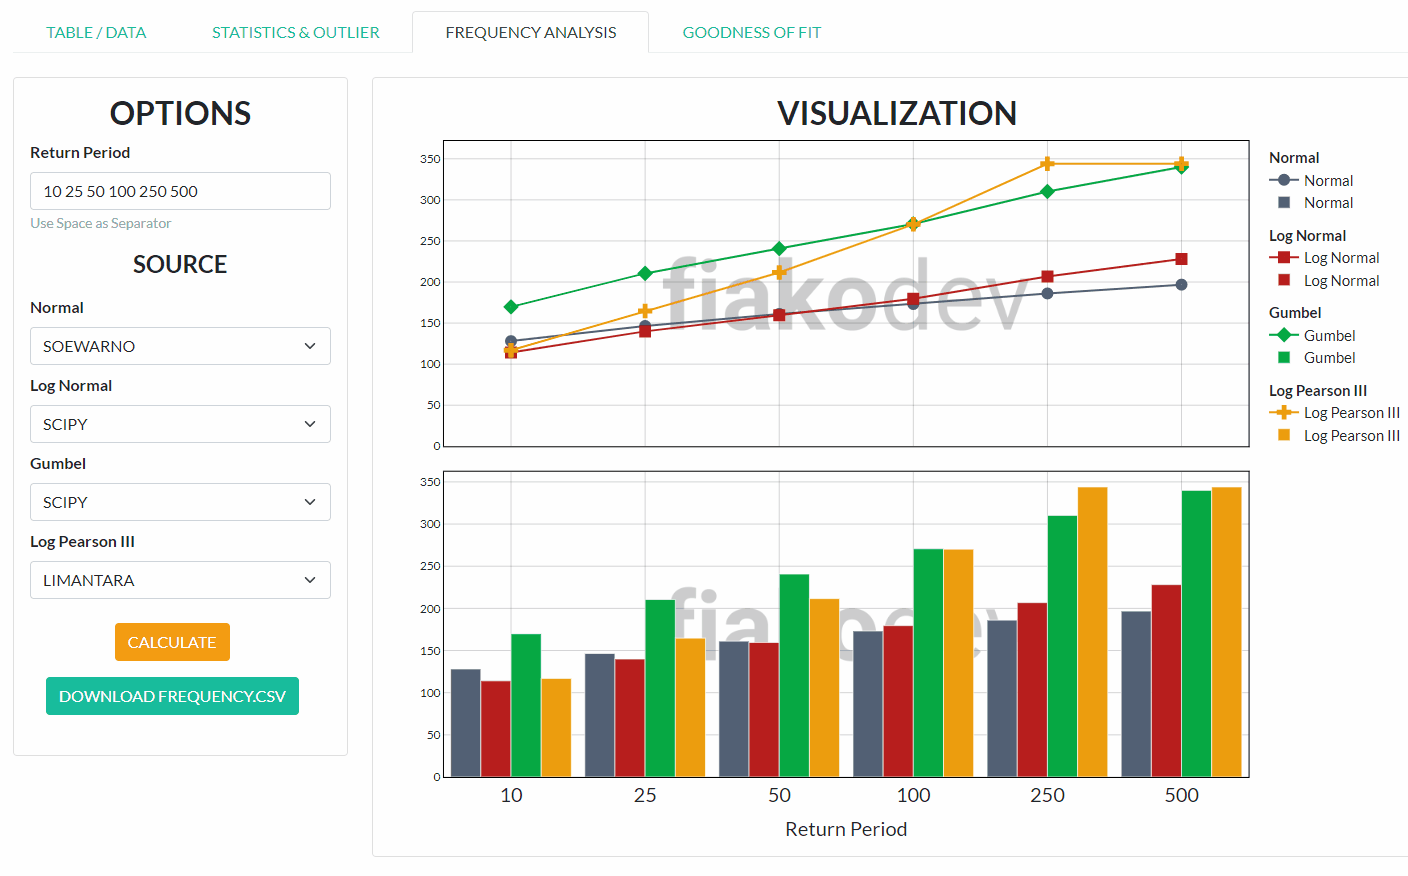 TABLE / DATA
STATISTICS & OUTLIER
FREQUENCY ANALYSIS
GOODNESS OF FIT
OPTIONS
Return Period
10 25 50 100 250 500
Use Space as Separator
SOURCE
Normal
SOEWARNO
Log Normal
SCIPY
Gumbel
SCIPY
Log Pearson III
LIMANTARA
CALCULATE
DOWNLOAD FREQUENCY.CSV
VISUALIZATION
350
300
250
200
150
100
50
0
fiakodev
Normal
Normal
Normal
Log Normal
Log Normal
Log Normal
Gumbel
Gumbel
Gumbel
Log Pearson III
Log Pearson III
Log Pearson III
350
300
250
200
150
100
50
0
fiakodev
10 25 50 100 250 500
Return Period